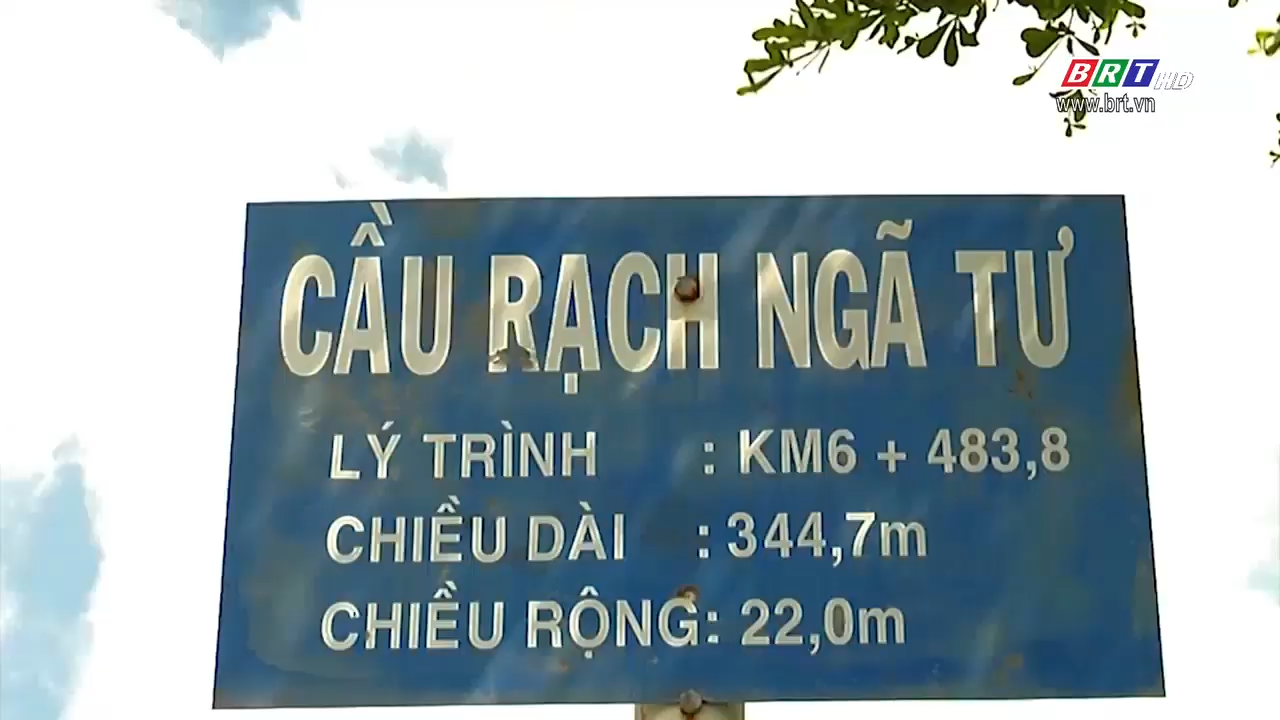 BRT HD
www.brt.vn
CẦU RẠCH NGÃ TƯ
LÝ TRÌNH : KM6 + 483,8
CHIỀU DÀI : 344,7m
CHIỀU RỘNG: 22,0m